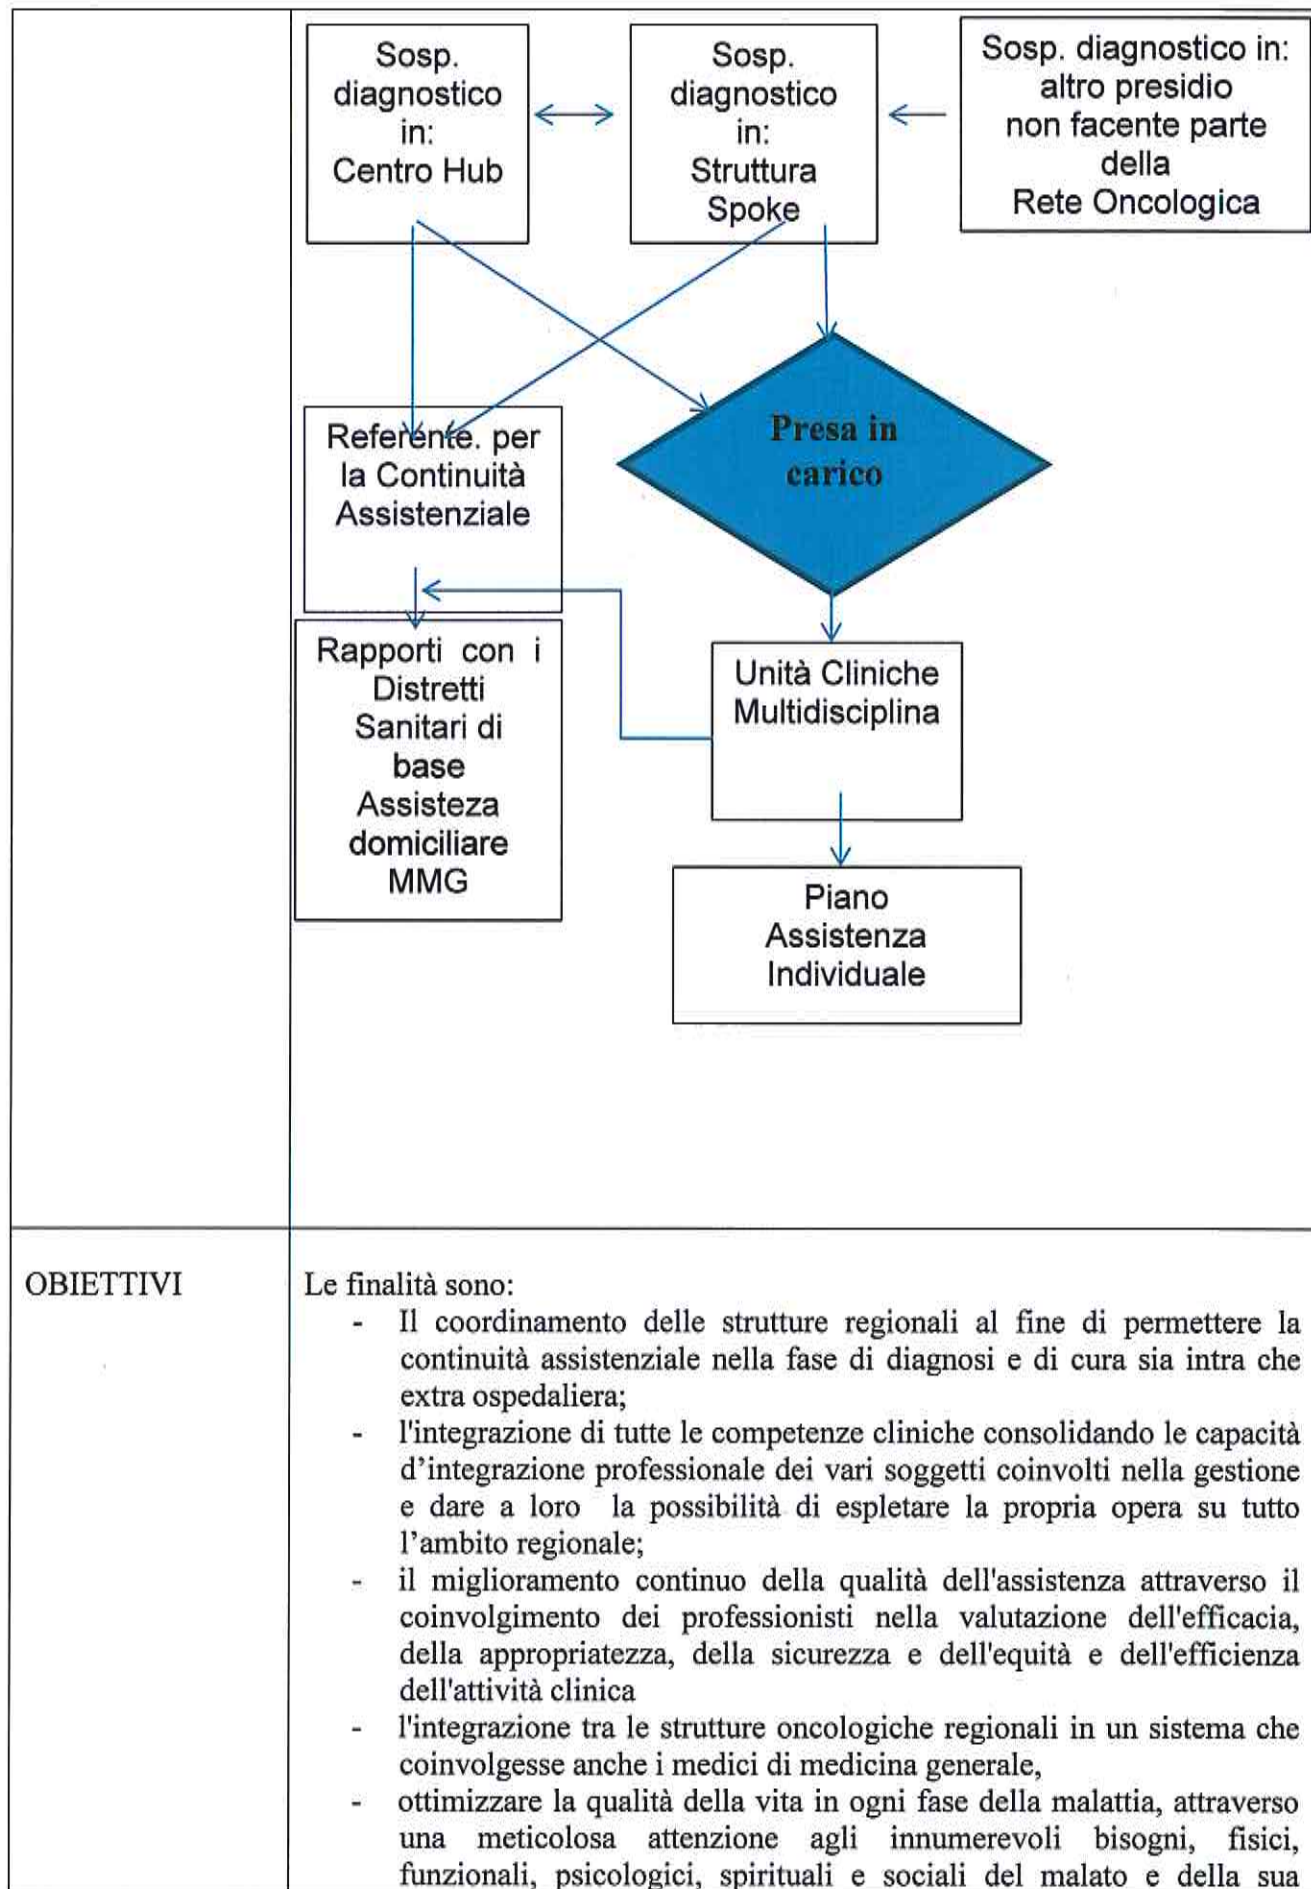 Sosp.
diagnostico
in:
Centro Hub
Sosp.
diagnostico
in:
Struttura
Spoke
Sosp. diagnostico in:
altro presidio
non facente parte
della
Rete Oncologica
Presa in
carico
Referente. per
la Continuità
Assistenziale
Rapporti con i
Distretti
Sanitari di
base
Assisteza
domiciliare
MMG
Unità Cliniche
Multidisciplina
Piano
Assistenza
Individuale
OBIETTIVI
Le finalità sono:
- Il coordinamento delle strutture regionali al fine di permettere la
continuità assistenziale nella fase di diagnosi e di cura sia intra che
extra ospedaliera;
- l'integrazione di tutte le competenze cliniche consolidando le capacità
d’integrazione professionale dei vari soggetti coinvolti nella gestione
e dare a loro la possibilità di espletare la propria opera su tutto
l’ambito regionale;
- il miglioramento continuo della qualità dell'assistenza attraverso il
coinvolgimento dei professionisti nella valutazione dell'efficacia,
della appropriatezza, della sicurezza e dell'equità e dell'efficienza
dell'attività clinica
- l'integrazione tra le strutture oncologiche regionali in un sistema che
coinvolgesse anche i medici di medicina generale,
- ottimizzare la qualità della vita in ogni fase della malattia, attraverso
una meticolosa attenzione agli innumerevoli bisogni, fisici,
funzionali, psicologici, spirituali e sociali del malato e della sua